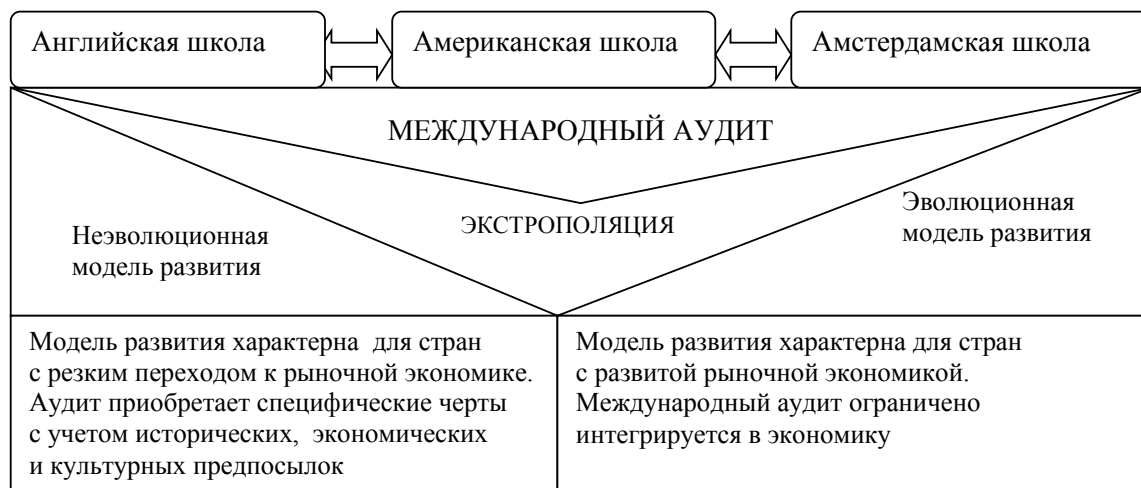 Английская школа
Американская школа
Амстердамская школа
МЕЖДУНАРОДНЫЙ АУДИТ
ЭКСТРОПОЛЯЦИЯ
Неэволюционная
модель развития
Эволюционная
модель развития
Модель развития характерна для стран
с резким переходом к рыночной экономике.
Аудит приобретает специфические черты
с учетом исторических, экономических
и культурных предпосылок
Модель развития характерна для стран
с развитой рыночной экономикой.
Международный аудит ограничено
интегрируется в экономику